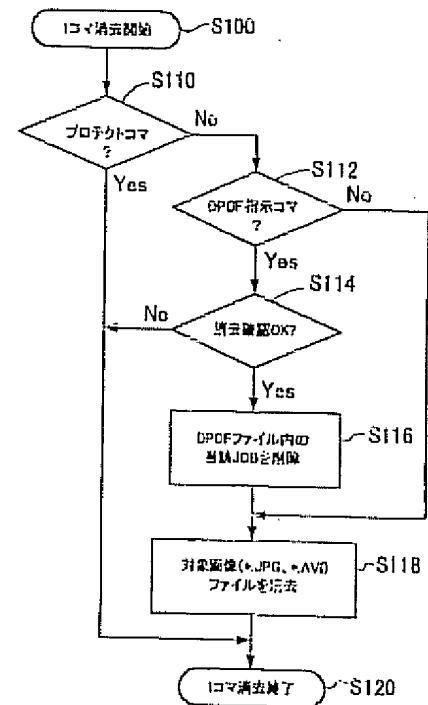 1コマ消去開始
S100
S110
プロテクトコマ
?
No
Yes
S112
DPOF指示コマ
?
No
Yes
S114
消去確認OK?
No
Yes
DPOFファイル内の
当該JOBを削除
S116
対象画像(*.JPG、*.AVI)
ファイルを消去
S118
1コマ消去終了
S120